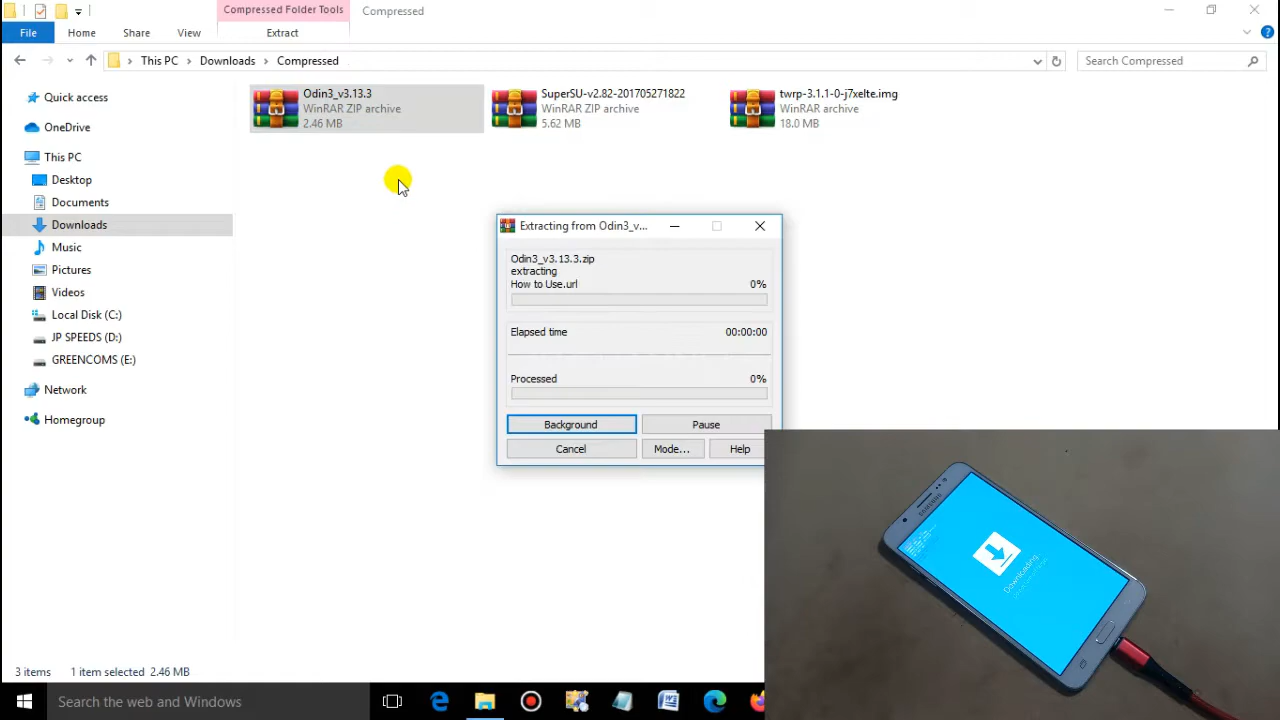 Compressed Folder Tools
Compressed
File
Home
Share
View
Extract
This PC
Downloads
Compressed
Search Compressed
Quick access
OneDrive
This PC
Desktop
Documents
Downloads
Music
Pictures
Videos
Local Disk (C:)
JP SPEEDS (D:)
GREENCOMS (E:)
Network
Homegroup
Odin3_v3.13.3
WinRAR ZIP archive
2.46 MB
SuperSU-v2.82-201705271822
WinRAR ZIP archive
5.62 MB
twrp-3.1.1-0-j7xelte.img
WinRAR archive
18.0 MB
Extracting from Odin3_v...
Odin3_v3.13.3.zip
extracting
How to Use.url 0%
Elapsed time 00:00:00
Processed 0%
Background
Pause
Cancel
Mode...
Help
SAMSUNG
Downloading...
3 items
1 item selected 2.46 MB
Search the web and Windows